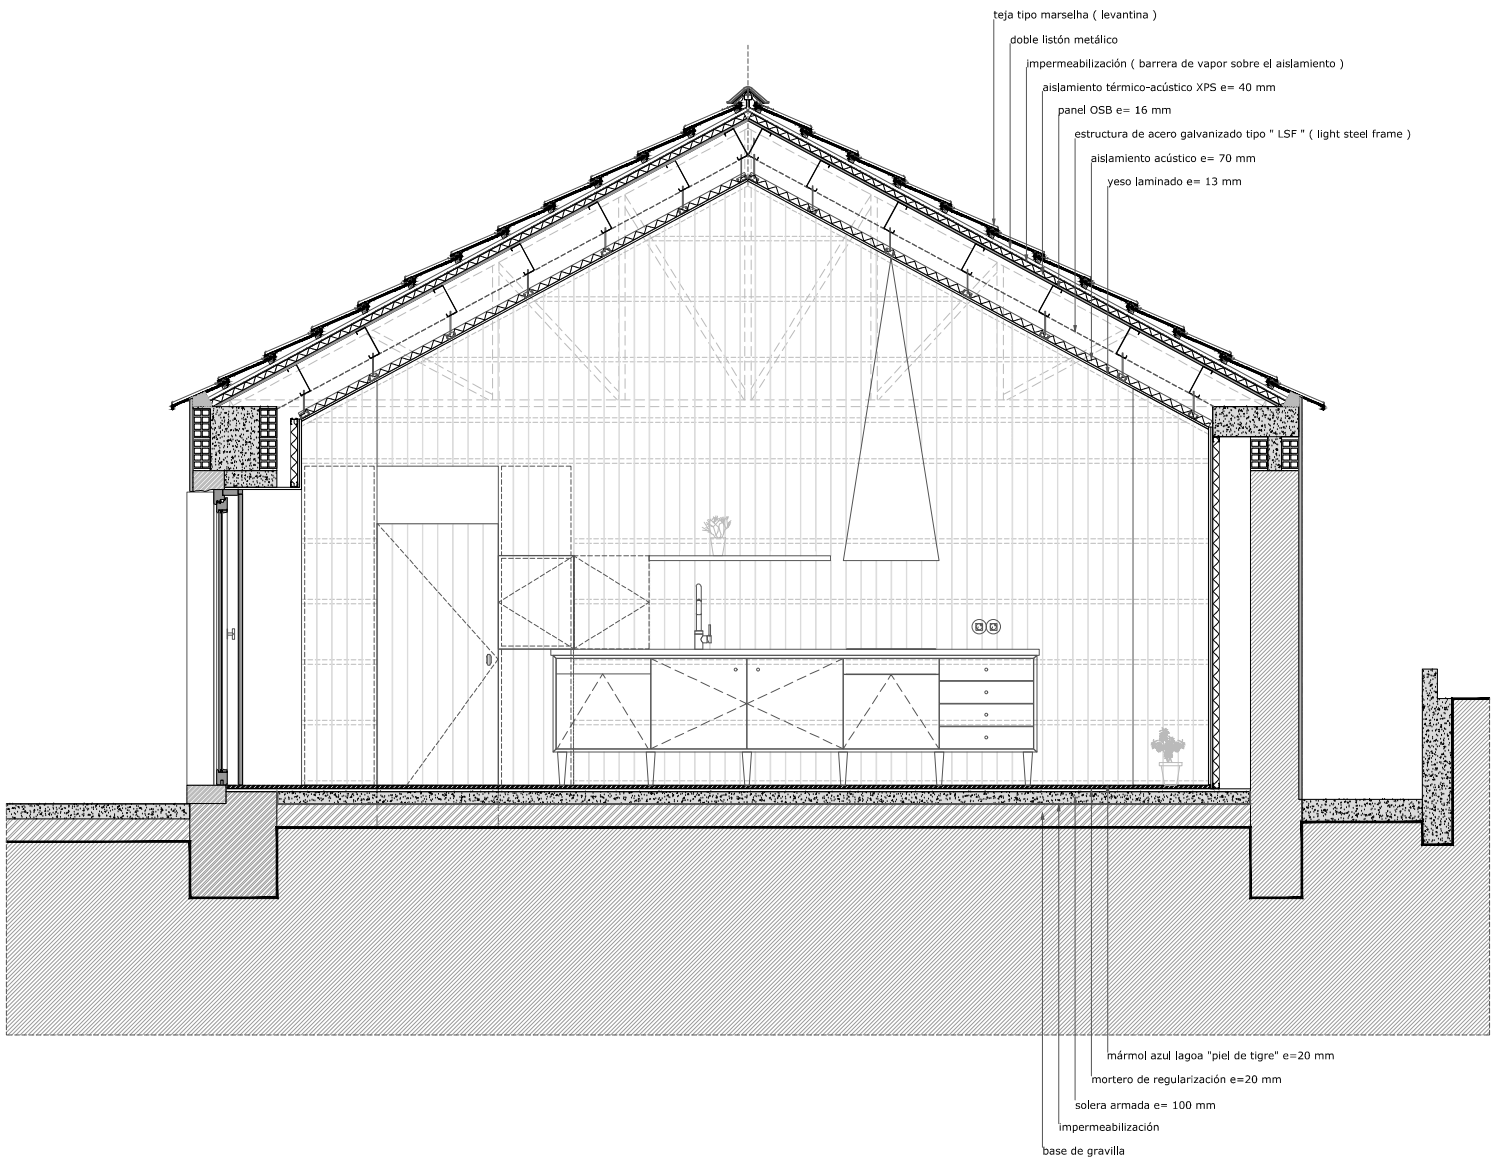 teja tipo marselha ( levantina )
doble listón metálico
impermeabilización ( barrera de vapor sobre el aislamiento )
aislamiento térmico-acústico XPS e= 40 mm
panel OSB e= 16 mm
estructura de acero galvanizado tipo " LSF " ( light steel frame )
aislamiento acústico e= 70 mm
yeso laminado e= 13 mm
mármol azul lagoa "piel de tigre" e=20 mm
mortero de regularización e=20 mm
solera armada e= 100 mm
impermeabilización
base de gravilla